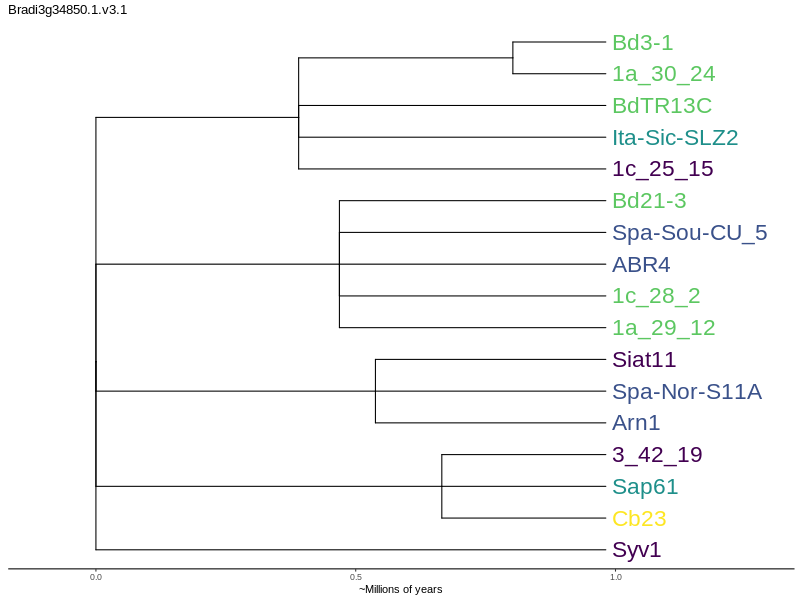 Bradi3g34850.1.v3.1
Bd3-1
1a_30_24
BdTR13C
Ita-Sic-SLZ2
1c_25_15
Bd21-3
Spa-Sou-CU_5
ABR4
1c_28_2
1a_29_12
Siat11
Spa-Nor-S11A
Arn1
3_42_19
Sap61
Cb23
Syv1
0.0 0.5 1.0
~Millions of years